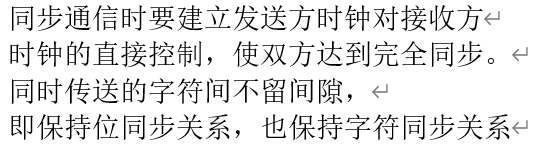 同步通信时要建立发送方时钟对接收方
时钟的直接控制，使双方达到完全同步。
同时传送的字符间不留间隙，
即保持位同步关系，也保持字符同步关系